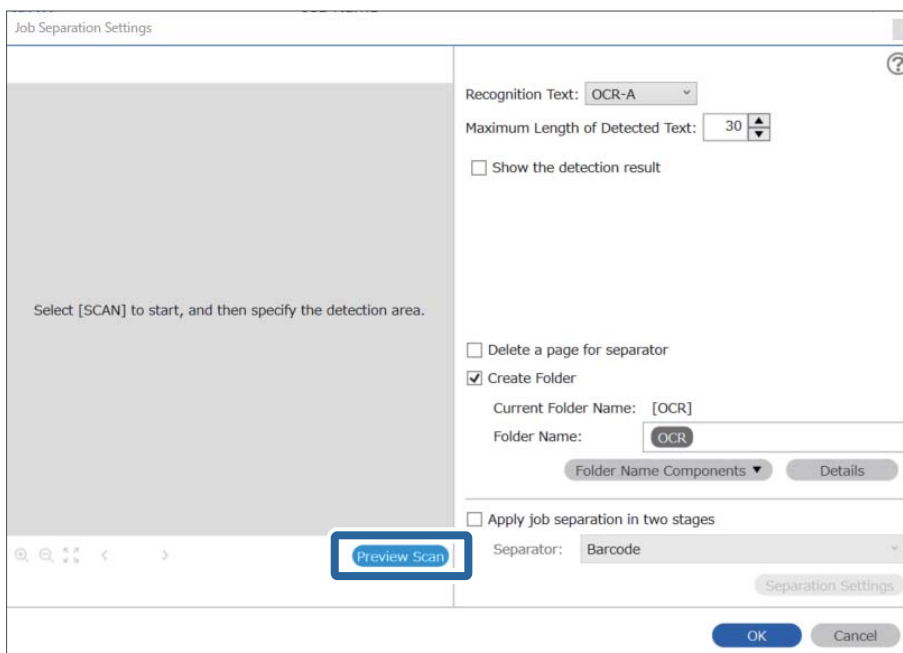 Job Separation Settings
Recognition Text: OCR-A
Maximum Length of Detected Text: 30
Show the detection result
Select [SCAN] to start, and then specify the detection area.
Delete a page for separator
Create Folder
Current Folder Name: [OCR]
Folder Name: OCR
Folder Name Components ▼ Details
Apply job separation in two stages
Preview Scan
Separator: Barcode
Separation Settings
OK Cancel